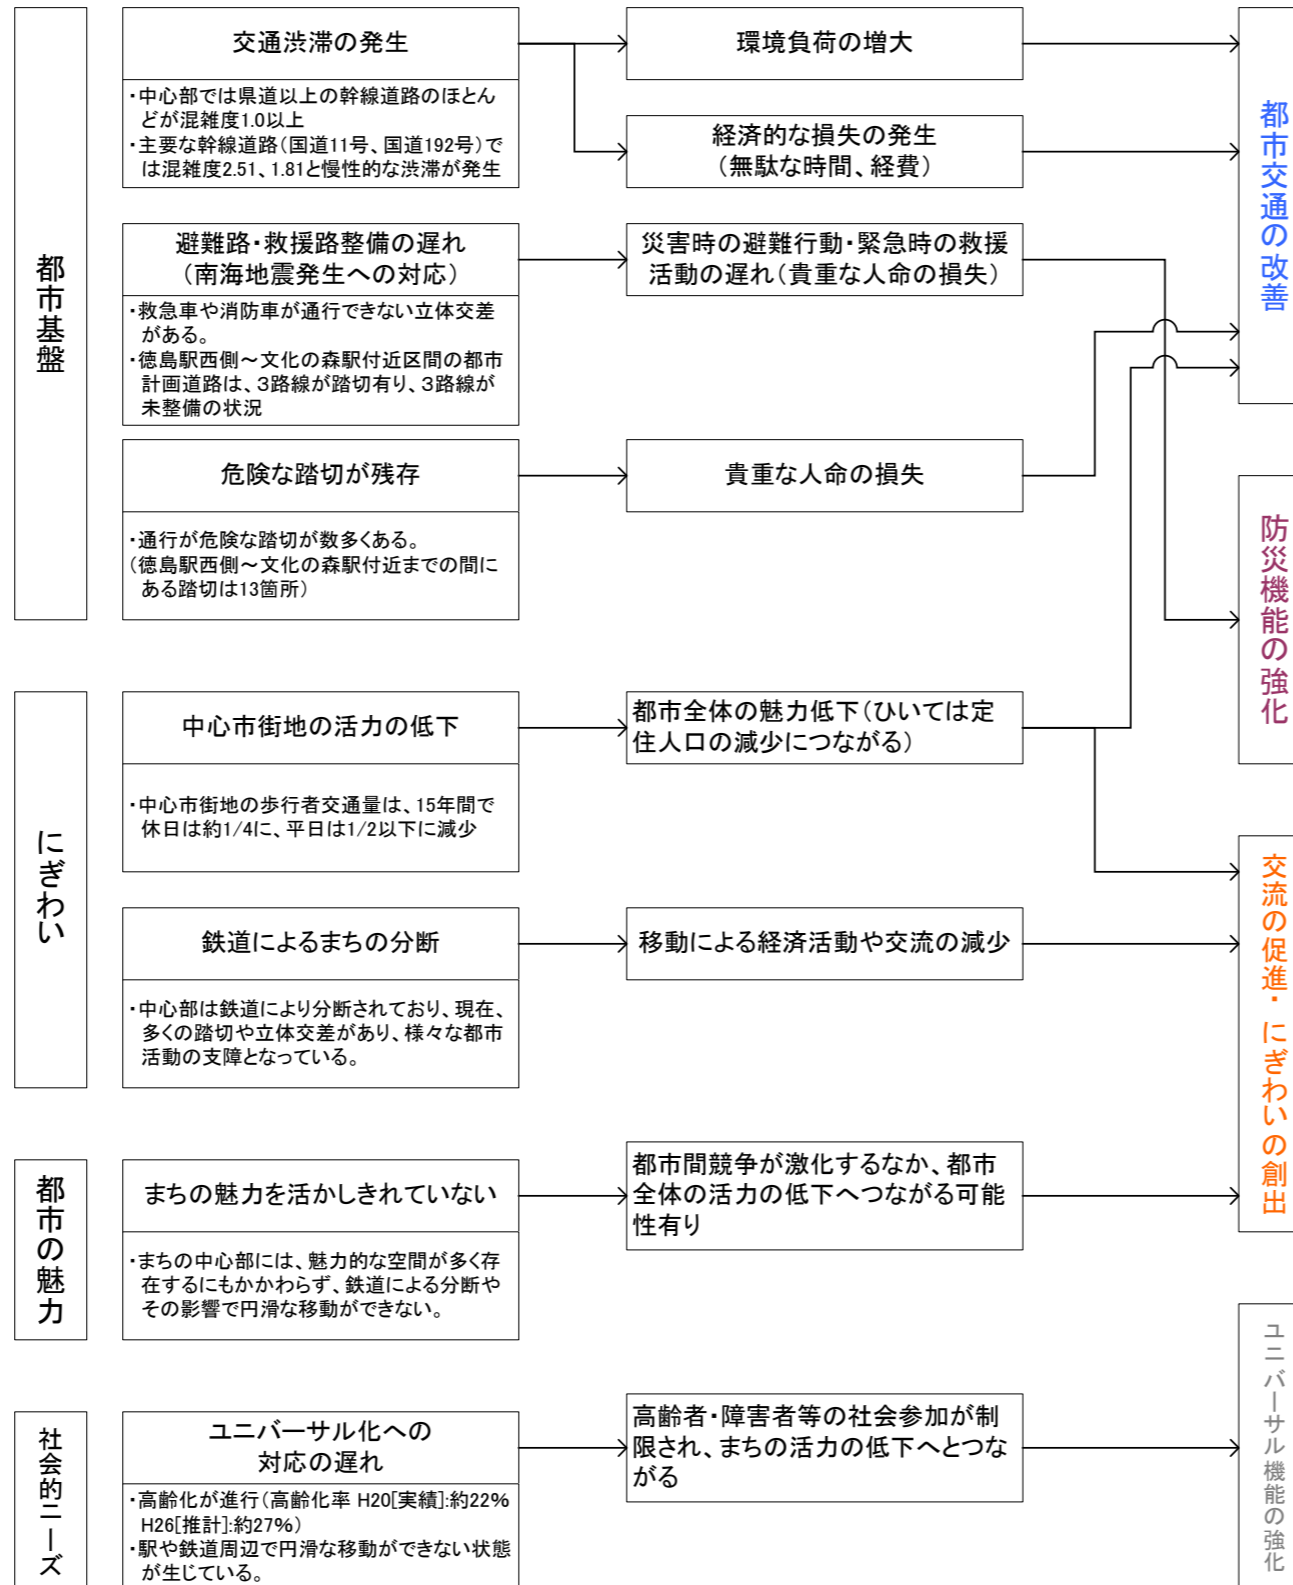 都市基盤
交通渋滞の発生
・中心部では県道以上の幹線道路のほとん
どが混雑度1.0以上
・主要な幹線道路（国道11号、国道192号）で
は混雑度2.51、1.81と慢性的な渋滞が発生
環境負荷の増大
経済的な損失の発生
（無駄な時間、経費）
避難路・救援路整備の遅れ
（南海地震発生への対応）
・救急車や消防車が通行できない立体交差
がある。
・徳島駅西側～文化の森駅付近区間の都市
計画道路は、３路線が踏切有り、３路線が
未整備の状況
災害時の避難行動・緊急時の救援
活動の遅れ（貴重な人命の損失）
危険な踏切が残存
・通行が危険な踏切が数多くある。
（徳島駅西側～文化の森駅付近までの間に
ある踏切は13箇所）
貴重な人命の損失
にぎわい
中心市街地の活力の低下
・中心市街地の歩行者交通量は、15年間で
休日は約1/4に、平日は1/2以下に減少
都市全体の魅力低下（ひいては定
住人口の減少につながる）
鉄道によるまちの分断
・中心部は鉄道により分断されており、現在、
多くの踏切や立体交差があり、様々な都市
活動の支障となっている。
移動による経済活動や交流の減少
都市の魅力
まちの魅力を活かしきれていない
・まちの中心部には、魅力的な空間が多く存
在するにもかかわらず、鉄道による分断や
その影響で円滑な移動ができない。
都市間競争が激化するなか、都市
全体の活力の低下へつながる可能
性有り
社会的ニーズ
ユニバーサル化への
対応の遅れ
・高齢化が進行（高齢化率 H20[実績]:約22%
H26[推計]:約27%）
・駅や鉄道周辺で円滑な移動ができない状態
が生じている。
高齢者・障害者等の社会参加が制
限され、まちの活力の低下へとつな
がる
都市交通の改善
防災機能の強化
交流の促進・にぎわいの創出
ユニバーサル機能の強化